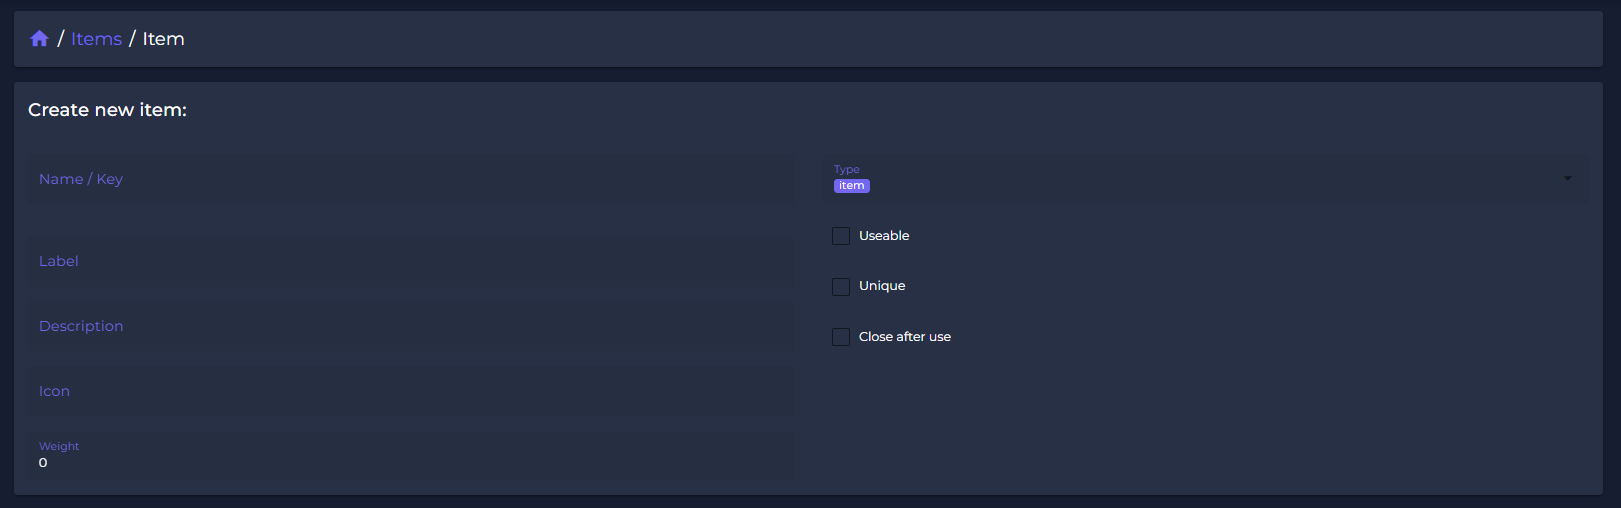 / Items / Item
Create new item:
Name / Key
Label
Description
Icon
Weight
0
Type
item
Useable
Unique
Close after use